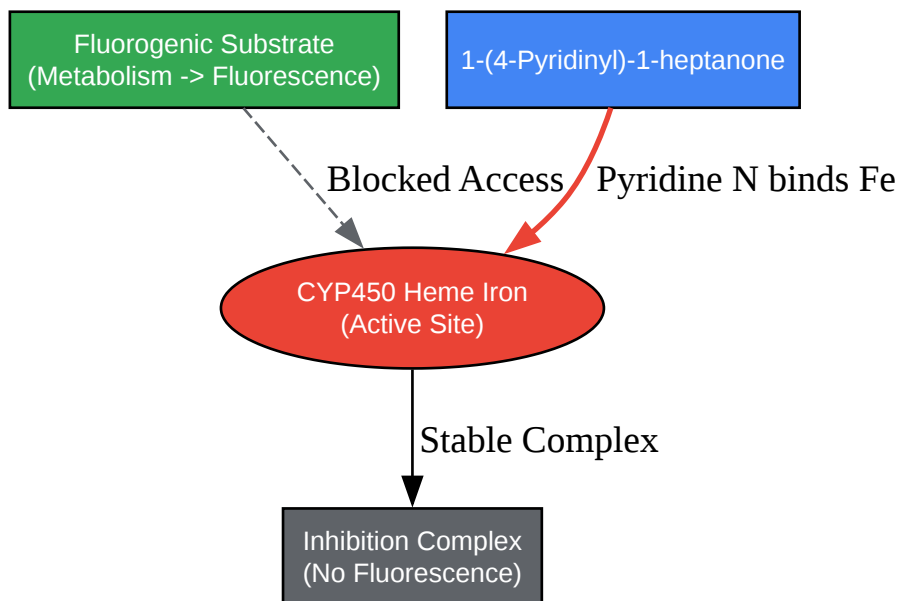 Fluorogenic Substrate
(Metabolism -> Fluorescence)
1-(4-Pyridinyl)-1-heptanone
Blocked Access
Pyridine N binds Fe
CYP450 Heme Iron
(Active Site)
Stable Complex
Inhibition Complex
(No Fluorescence)